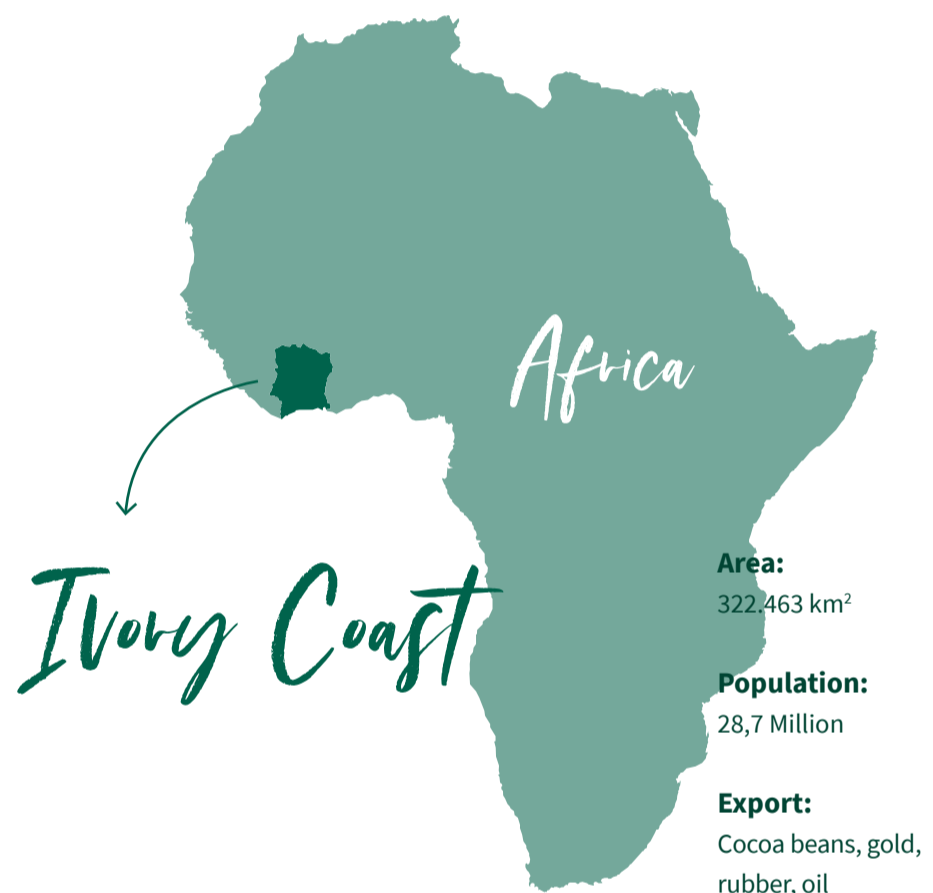 Africa
Ivory Coast
Area:
322.463 km²
Population:
28,7 Million
Export:
Cocoa beans, gold,
rubber, oil